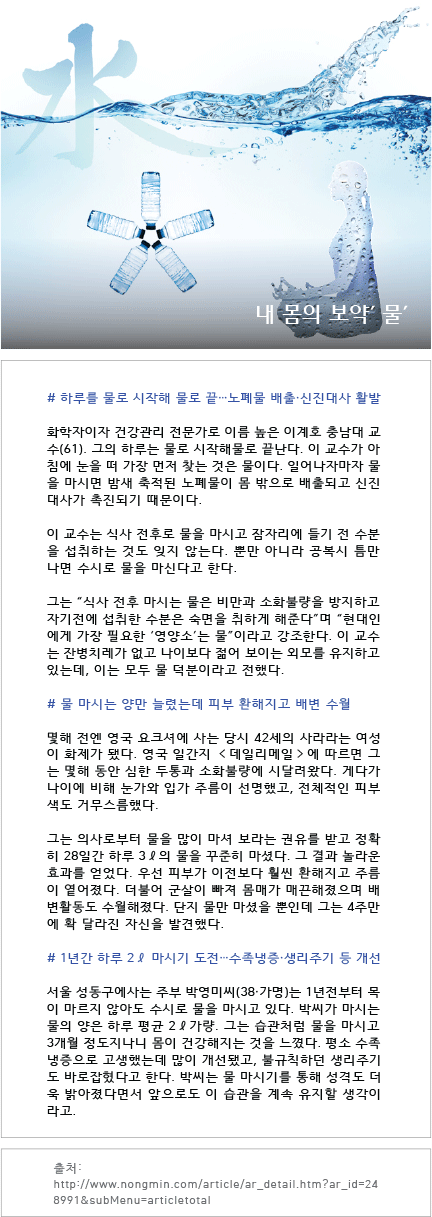 水
내 몸의 보약‘ 물’
# 하루를 물로 시작해 물로 끝…노폐물 배출·신진대사 활발
화학자이자 건강관리 전문가로 이름 높은 이계호 충남대 교
수(61). 그의 하루는 물로 시작해물로 끝난다. 이 교수가 아
침에 눈을 떠 가장 먼저 찾는 것은 물이다. 일어나자마자 물
을 마시면 밤새 축적된 노폐물이 몸 밖으로 배출되고 신진
대사가 촉진되기 때문이다.
이 교수는 식사 전후로 물을 마시고 잠자리에 들기 전 수분
을 섭취하는 것도 잊지 않는다. 뿐만 아니라 공복시 틈만
나면 수시로 물을 마신다고 한다.
그는 “식사 전후 마시는 물은 비만과 소화불량을 방지하고
자기전에 섭취한 수분은 숙면을 취하게 해준다”며 “현대인
에게 가장 필요한 ‘영양소’는 물”이라고 강조한다. 이 교수
는 잔병치레가 없고 나이보다 젊어 보이는 외모를 유지하고
있는데, 이는 모두 물 덕분이라고 전했다.
# 물 마시는 양만 늘렸는데 피부 환해지고 배변 수월
몇해 전엔 영국 요크셔에 사는 당시 42세의 사라라는 여성
이 화제가 됐다. 영국 일간지 <데일리메일>에 따르면 그
는 몇해 동안 심한 두통과 소화불량에 시달려왔다. 게다가
나이에 비해 눈가와 입가 주름이 선명했고, 전체적인 피부
색도 거무스름했다.
그는 의사로부터 물을 많이 마셔 보라는 권유를 받고 정확
히 28일간 하루 3ℓ의 물을 꾸준히 마셨다. 그 결과 놀라운
효과를 얻었다. 우선 피부가 이전보다 훨씬 환해지고 주름
이 옅어졌다. 더불어 군살이 빠져 몸매가 매끈해졌으며 배
변활동도 수월해졌다. 단지 물만 마셨을 뿐인데 그는 4주만
에 확 달라진 자신을 발견했다.
# 1년간 하루 2ℓ 마시기 도전…수족냉증·생리주기 등 개선
서울 성동구에사는 주부 박영미씨(38·가명)는 1년전부터 목
이 마르지 않아도 수시로 물을 마시고 있다. 박씨가 마시는
물의 양은 하루 평균 2ℓ가량. 그는 습관처럼 물을 마시고
3개월 정도지나니 몸이 건강해지는 것을 느꼈다. 평소 수족
냉증으로 고생했는데 많이 개선됐고, 불규칙하던 생리주기
도 바로잡혔다고 한다. 박씨는 물 마시기를 통해 성격도 더
욱 밝아졌다면서 앞으로도 이 습관을 계속 유지할 생각이
라고.
출처:
http://www.nongmin.com/article/ar_detail.htm?ar_id=24
8991&subMenu=articletotal